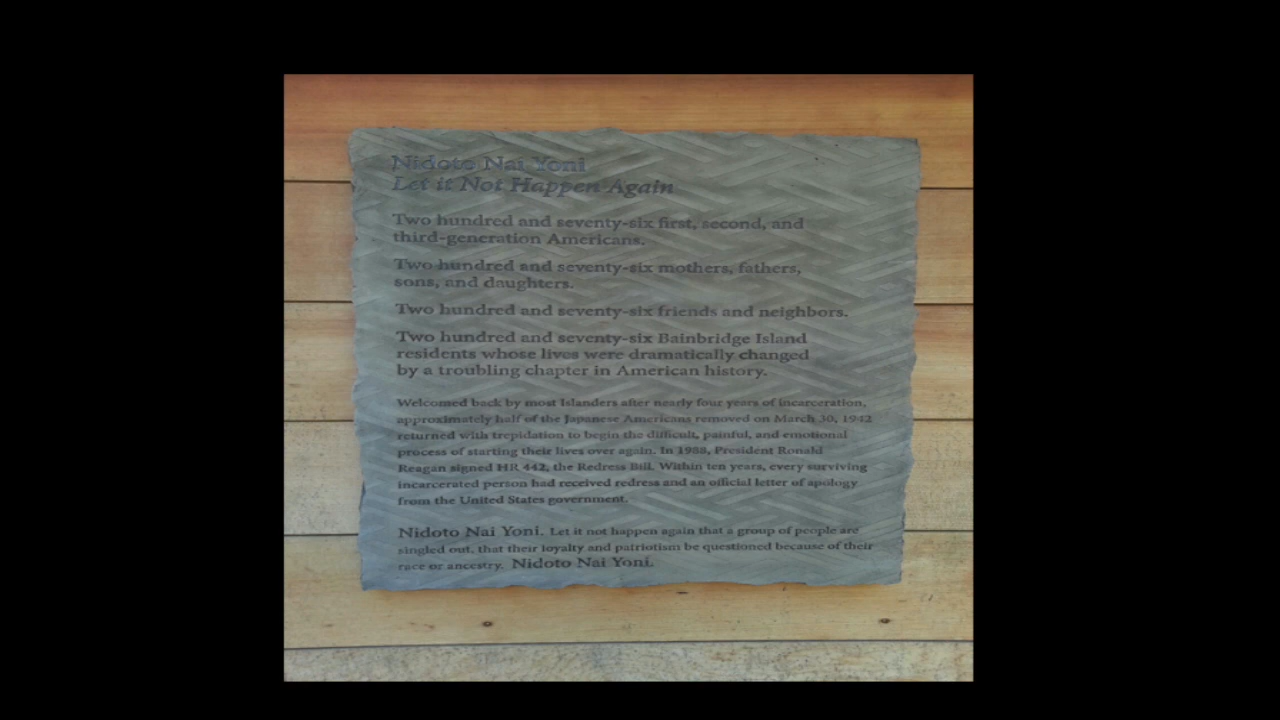 Nidoto Nai Yoni
Let it Not Happen Again
Two hundred and seventy-six first, second, and
third-generation Americans.
Two hundred and seventy-six mothers, fathers,
sons, and daughters.
Two hundred and seventy-six friends and neighbors.
Two hundred and seventy-six Bainbridge Island
residents whose lives were dramatically changed
by a troubling chapter in American history.
Welcomed back by most Islanders after nearly four years of incarceration,
approximately half of the Japanese Americans removed on March 30, 1942
returned with trepidation to begin the difficult, painful, and emotional
process of starting their lives over again. In 1988, President Ronald
Reagan signed HR 442, the Redress Bill. Within ten years, every surviving
incarcerated person had received redress and an official letter of apology
from the United States government.
Nidoto Nai Yoni. Let it not happen again that a group of people are
singled out, that their loyalty and patriotism be questioned because of their
race or ancestry. Nidoto Nai Yoni.